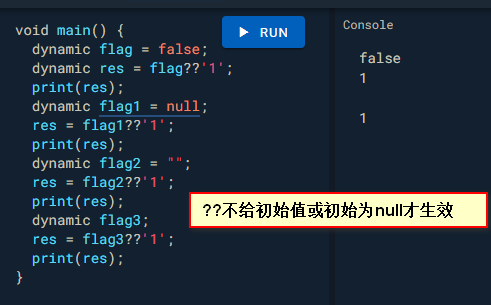 void main() {
  dynamic flag = false;
  dynamic res = flag??'1';
  print(res);
  dynamic flag1 = null;
  res = flag1??'1';
  print(res);
  dynamic flag2 = "";
  res = flag2??'1';
  print(res);
  dynamic flag3;
  res = flag3??'1';
  print(res);
}
RUN
Console
false
1

1
??不给初始值或初始为null才生效